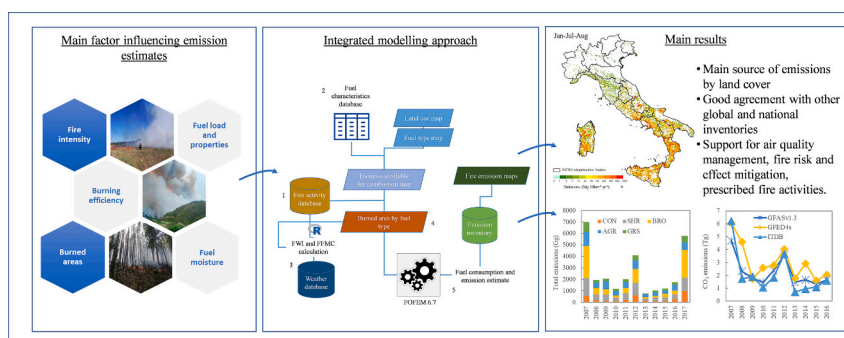 Main factor influencing emission
estimates
Fire
intensity
Fuel load
and
properties
Burning
efficiency
Burned
areas
Fuel
moisture
Integrated modelling approach
2
Fuel
characteristics
database
Land use map
Fuel type map
Biomass available
for combustion map
1
Fire activity
database
Burned area by fuel
type
4
R
FWI and FFMC
calculation
3
Weather
database
FOFEM 6.7
Fire emission maps
Emission
inventory
5
Fuel consumption and
emission estimate
Main results
Jun-Jul-Aug
• Main source of emissions
by land cover
• Good agreement with other
global and national
inventories
• Support for air quality
management, fire risk and
effect mitigation,
prescribed fire activities.
Total emissions (Gg)
8000
7000
6000
5000
4000
3000
2000
1000
0
CON SHR BRO
AGR GRS
2007
2008
2009
2010
2011
2012
2013
2014
2015
2016
2017
CO₂ emissions (Tg)
7
6
5
4
3
2
1
0
GFASv1.3
GFED4s
ITDB
2007
2008
2009
2010
2011
2012
2013
2014
2015
2016